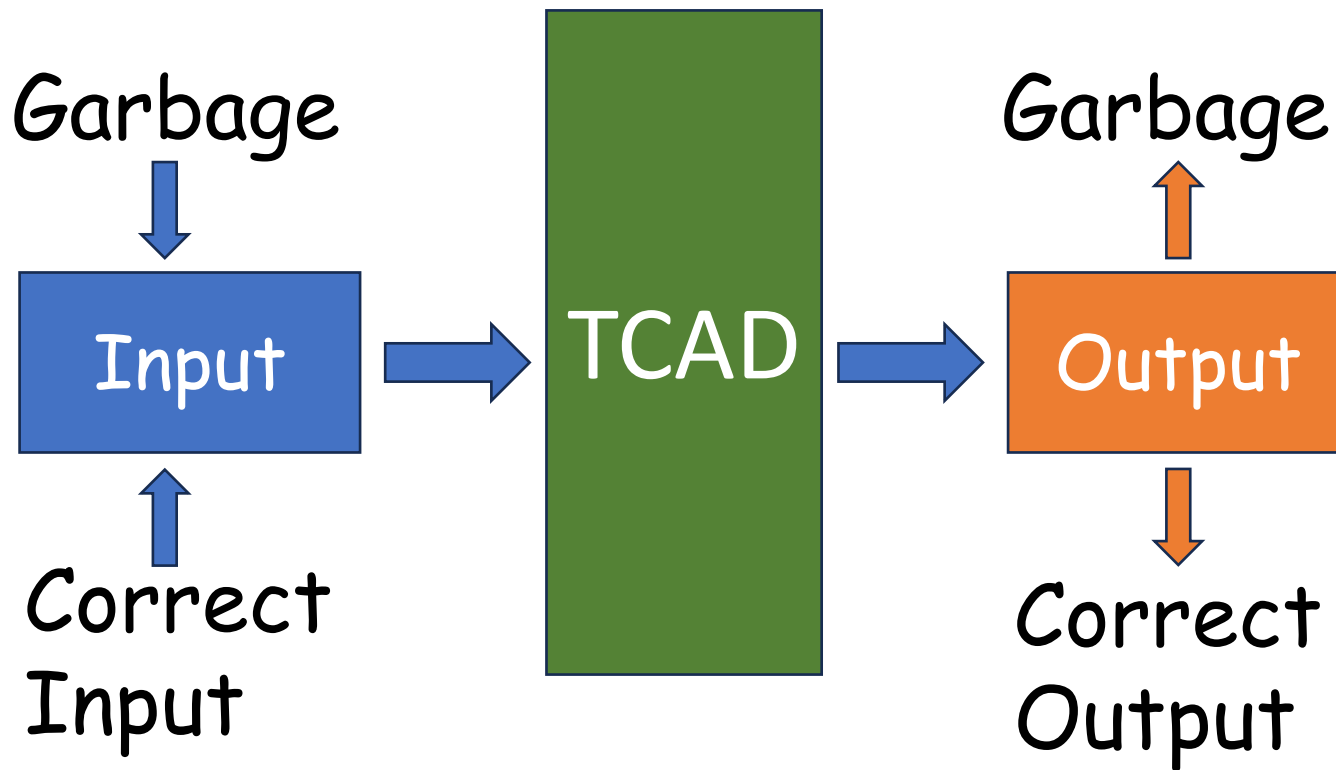 Garbage
Garbage
Input
TCAD
Output
Correct
Input
Correct
Output